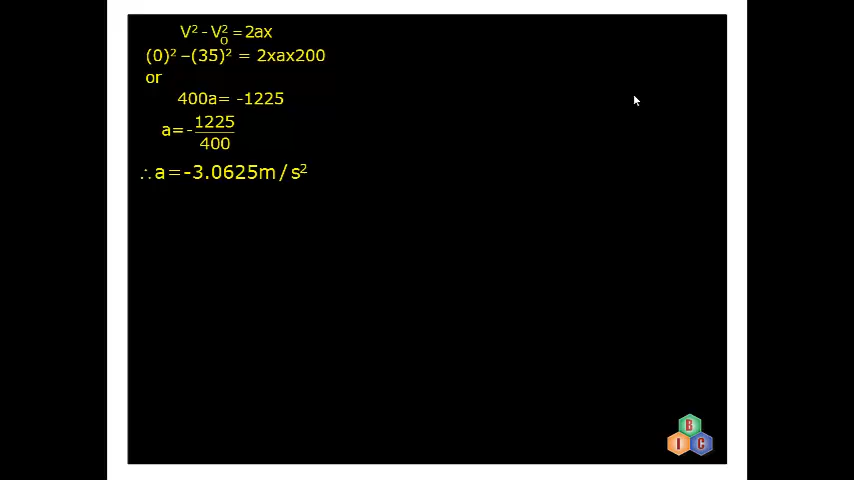 V² - V₀² = 2ax
(0)² –(35)² = 2xax200
or
400a= -1225
a=-1225/400
∴a=-3.0625m/s²
B
I C